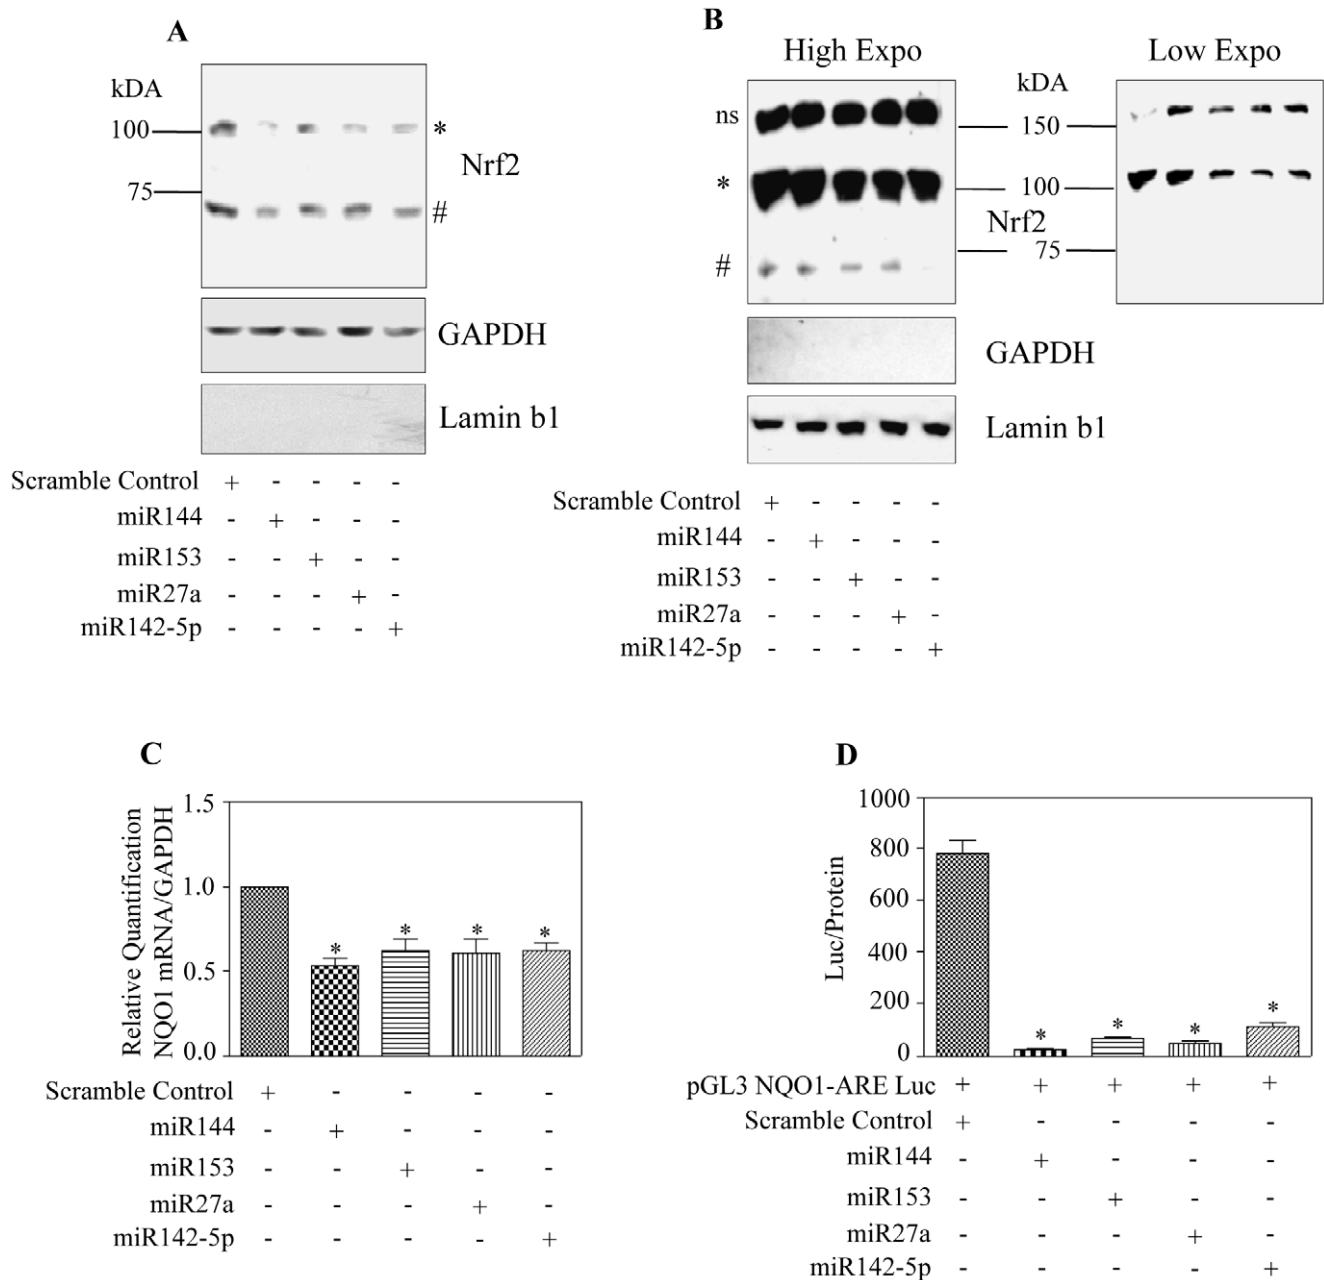 A
kDA
100
75
*
Nrf2
#
GAPDH
Lamin b1
Scramble Control + - - - -
miR144 - + - - -
miR153 - - + - -
miR27a - - - + -
miR142-5p - - - - +
B
High Expo
Low Expo
kDA
ns
150
*
100
Nrf2
75
#
GAPDH
Lamin b1
Scramble Control + - - - -
miR144 - + - - -
miR153 - - + - -
miR27a - - - + -
miR142-5p - - - - +
C
Relative Quantification
NQO1 mRNA/GAPDH
1.5
1.0
0.5
0.0
* * * *
Scramble Control + - - - -
miR144 - + - - -
miR153 - - + - -
miR27a - - - + -
miR142-5p - - - - +
D
Luc/Protein
1000
800
600
400
200
0
* * * *
pGL3 NQO1-ARE Luc + + + + +
Scramble Control + - - - -
miR144 - + - - -
miR153 - - + - -
miR27a - - - + -
miR142-5p - - - - +